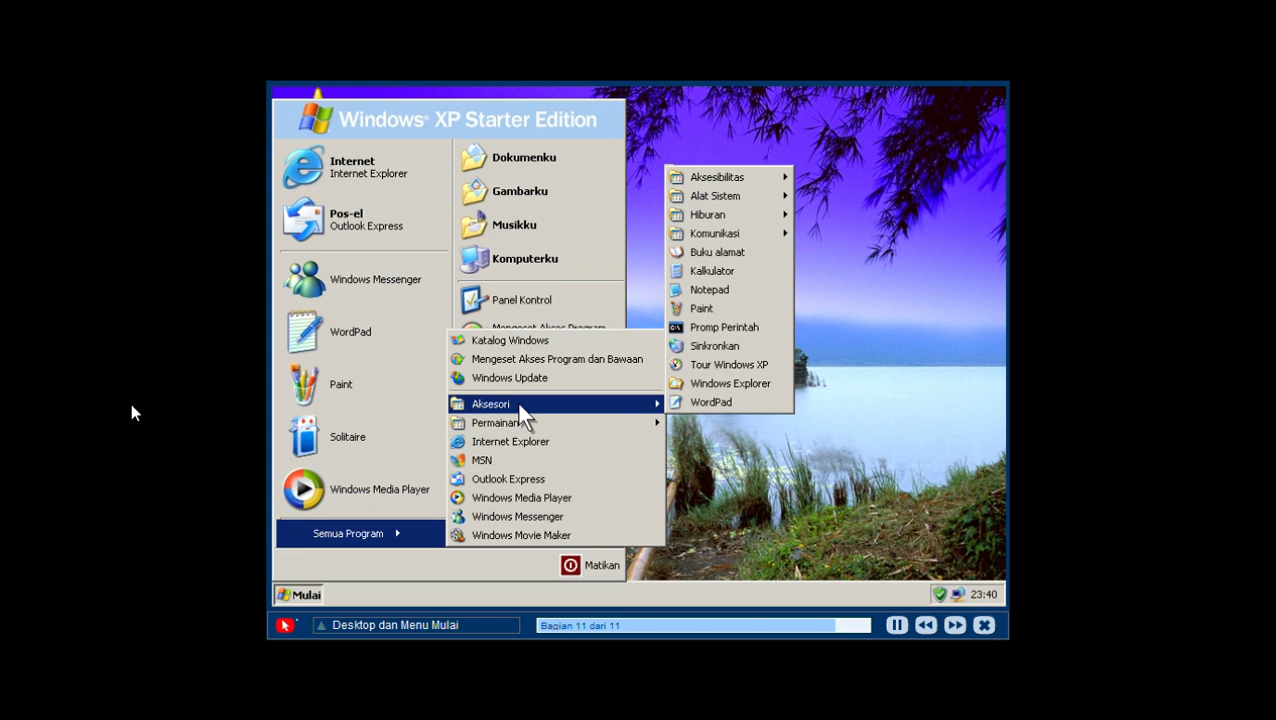 Windows® XP Starter Edition
Internet
Internet Explorer
Pos-el
Outlook Express
Windows Messenger
WordPad
Paint
Solitaire
Windows Media Player
Semua Program
Dokumenku
Gambarku
Musikku
Komputerku
Panel Kontrol
Mengeset Akses Program
Katalog Windows
Mengeset Akses Program dan Bawaan
Windows Update
Aksesori
Permainan
Internet Explorer
MSN
Outlook Express
Windows Media Player
Windows Messenger
Windows Movie Maker
Aksesibilitas
Alat Sistem
Hiburan
Komunikasi
Buku alamat
Kalkulator
Notepad
Paint
Promp Perintah
Sinkronkan
Tour Windows XP
Windows Explorer
WordPad
Matikan
Mulai
23:40
Desktop dan Menu Mulai
Bagian 11 dari 11